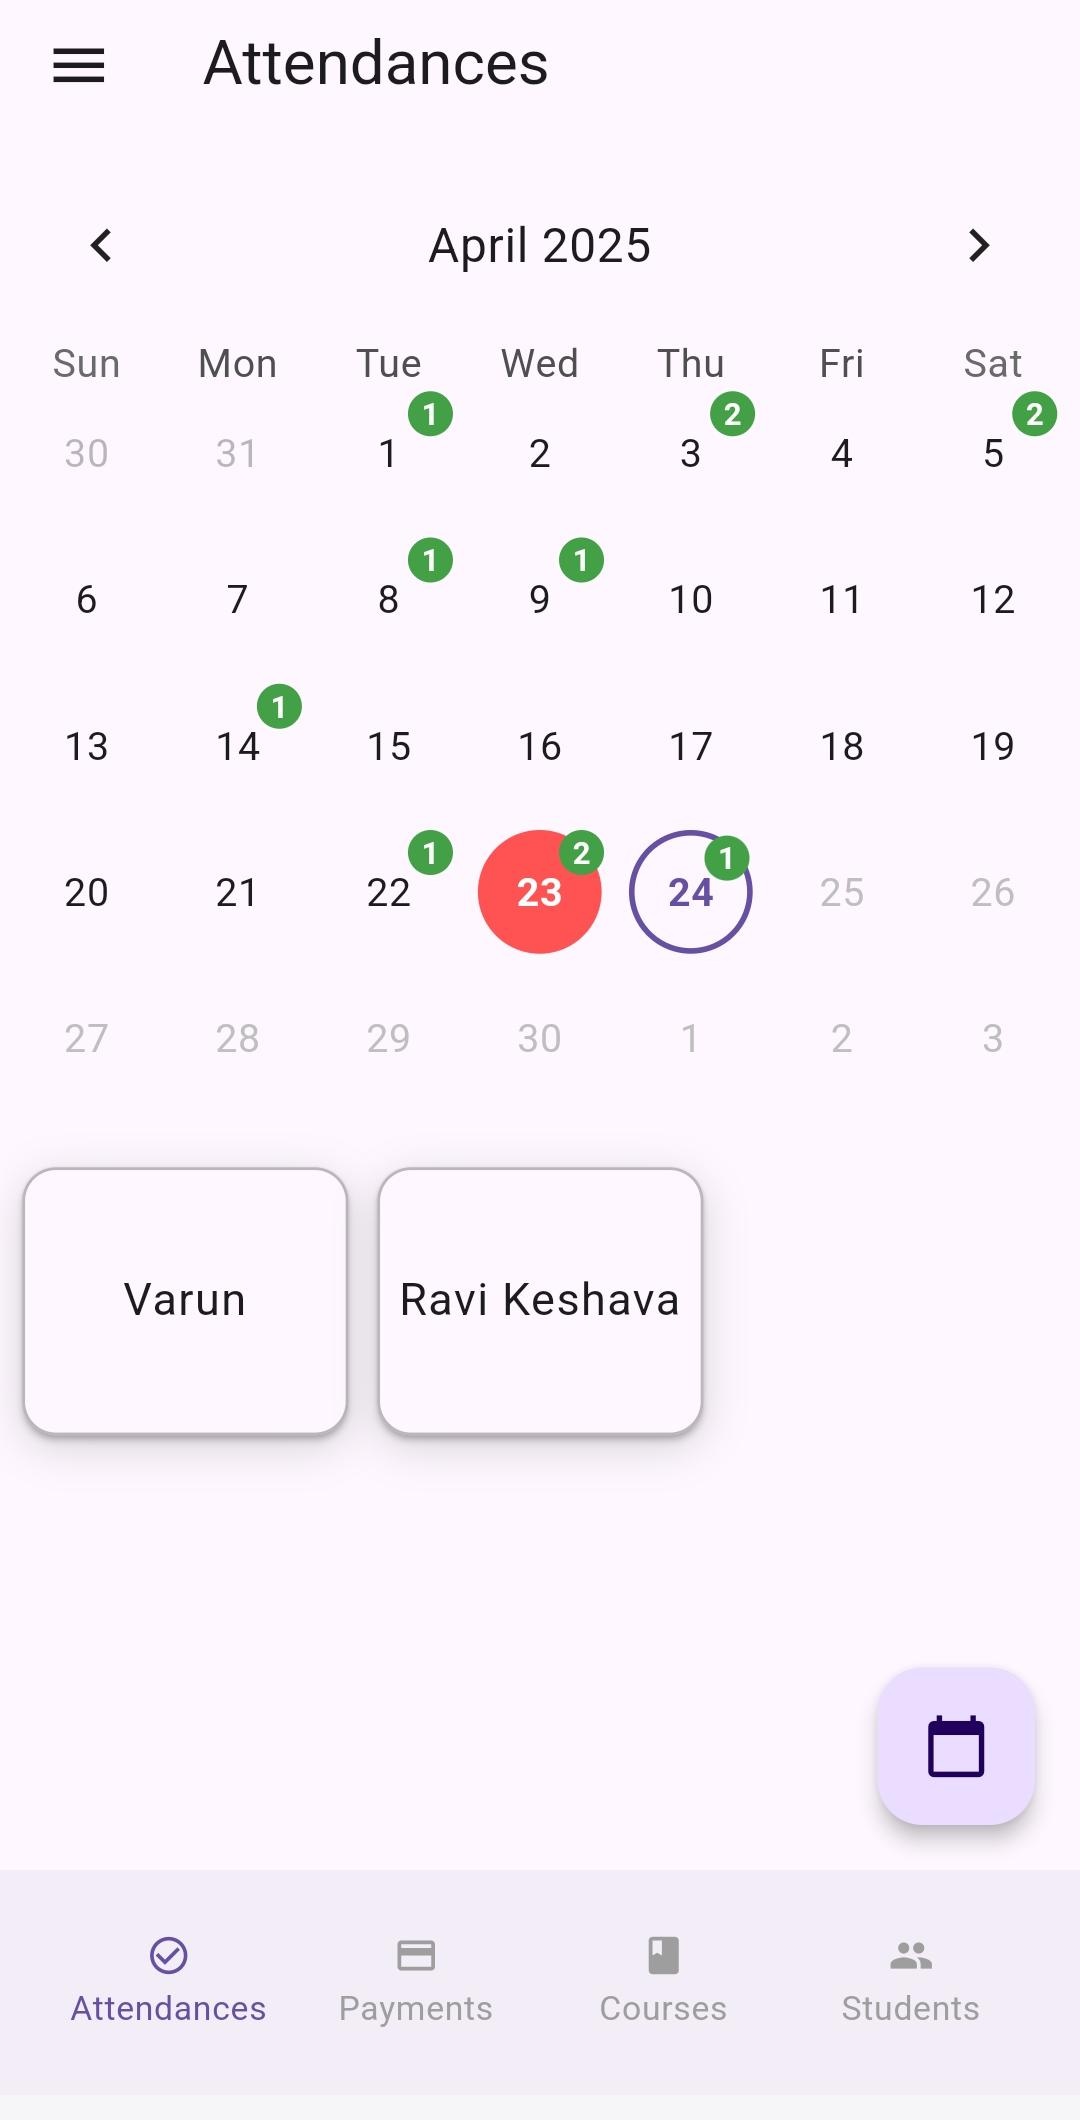 Attendances
April 2025
Sun Mon Tue Wed Thu Fri Sat
1 2 2
30 31 1 2 3 4 5
1 1
6 7 8 9 10 11 12
1
13 14 15 16 17 18 19
1 2 1
20 21 22 23 24 25 26
27 28 29 30 1 2 3
Varun Ravi Keshava
Attendances Payments Courses Students